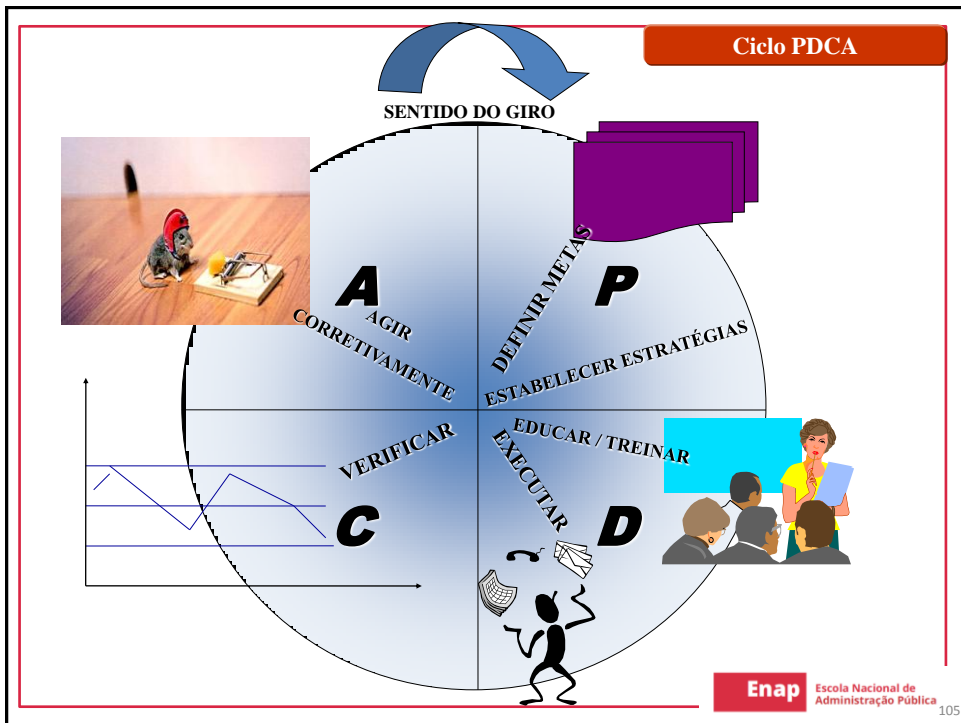 Ciclo PDCA
SENTIDO DO GIRO
A
AGIR
CORRETIVAMENTE
P
DEFINIR METAS
ESTABELECER ESTRATÉGIAS
EDUCAR / TREINAR
EXECUTAR
D
VERIFICAR
C
Enap
Escola Nacional de
Administração Pública
105